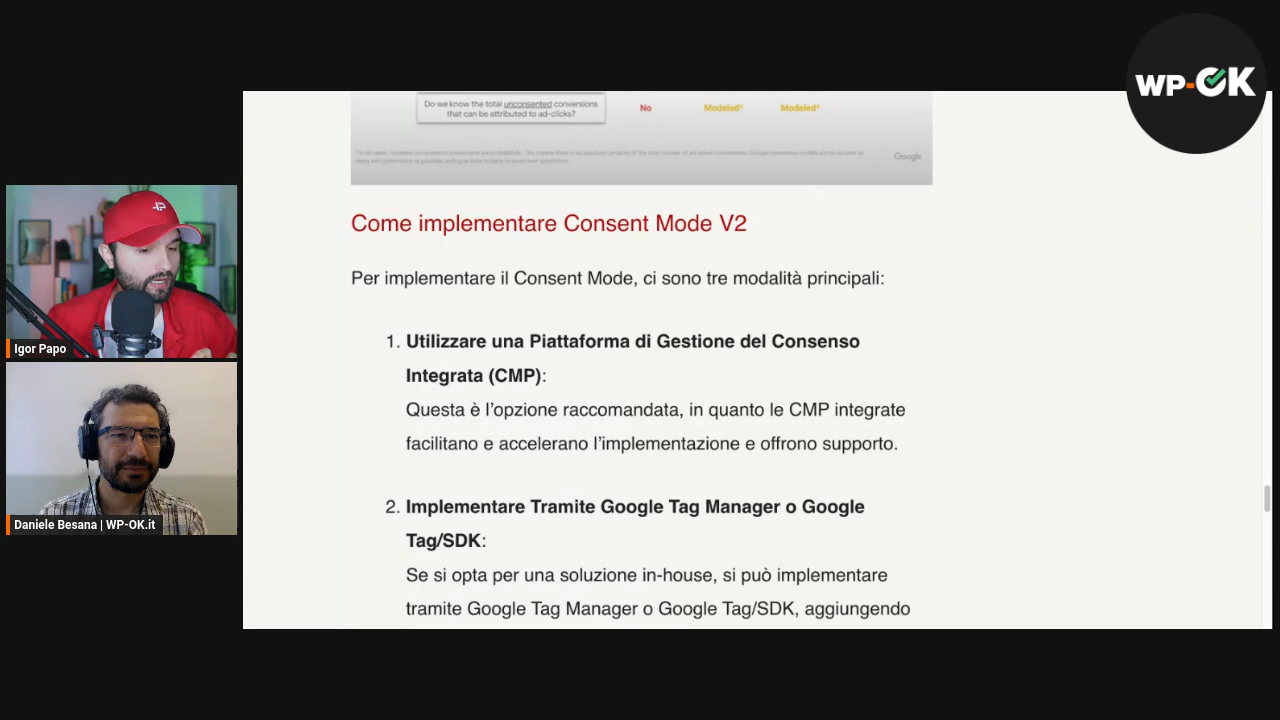 WP-OK
Do we know the total unconsented conversions
that can be attributed to ad-clicks?
No
Modeled*
Modeled*
Google
Come implementare Consent Mode V2
Per implementare il Consent Mode, ci sono tre modalità principali:
1. Utilizzare una Piattaforma di Gestione del Consenso
Integrata (CMP):
Questa è l’opzione raccomandata, in quanto le CMP integrate
facilitano e accelerano l’implementazione e offrono supporto.
2. Implementare Tramite Google Tag Manager o Google
Tag/SDK:
Se si opta per una soluzione in-house, si può implementare
tramite Google Tag Manager o Google Tag/SDK, aggiungendo
Igor Papo
Daniele Besana | WP-OK.it